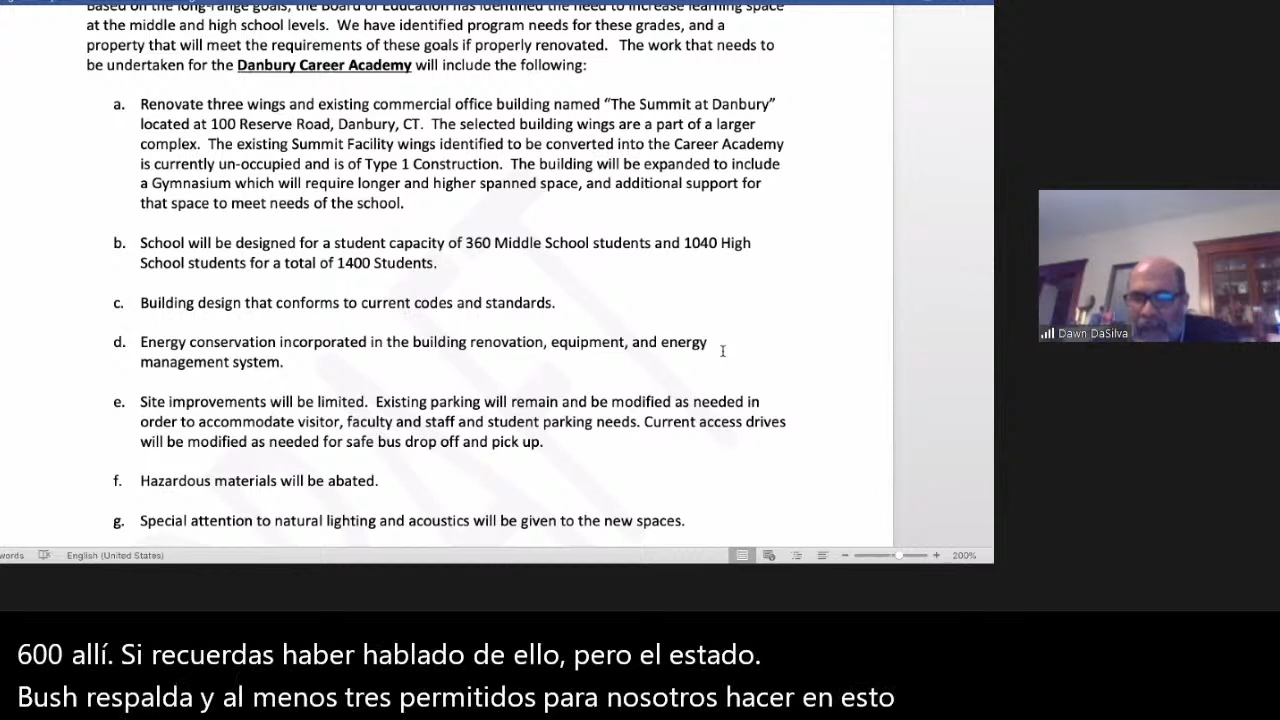 Based on the long-range goals, the Board of Education has identified the need to increase learning space
at the middle and high school levels.  We have identified program needs for these grades, and a
property that will meet the requirements of these goals if properly renovated.   The work that needs to
be undertaken for the Danbury Career Academy will include the following:
a. Renovate three wings and existing commercial office building named “The Summit at Danbury”
located at 100 Reserve Road, Danbury, CT.  The selected building wings are a part of a larger
complex.  The existing Summit Facility wings identified to be converted into the Career Academy
is currently un-occupied and is of Type 1 Construction.  The building will be expanded to include
a Gymnasium which will require longer and higher spanned space, and additional support for
that space to meet needs of the school.
b. School will be designed for a student capacity of 360 Middle School students and 1040 High
School students for a total of 1400 Students.
c. Building design that conforms to current codes and standards.
d. Energy conservation incorporated in the building renovation, equipment, and energy
management system.
e. Site improvements will be limited.  Existing parking will remain and be modified as needed in
order to accommodate visitor, faculty and staff and student parking needs. Current access drives
will be modified as needed for safe bus drop off and pick up.
f. Hazardous materials will be abated.
g. Special attention to natural lighting and acoustics will be given to the new spaces.
DRAFT
words English (United States) 200%
Dawn DaSilva
600 allí. Si recuerdas haber hablado de ello, pero el estado.
Bush respalda y al menos tres permitidos para nosotros hacer en esto